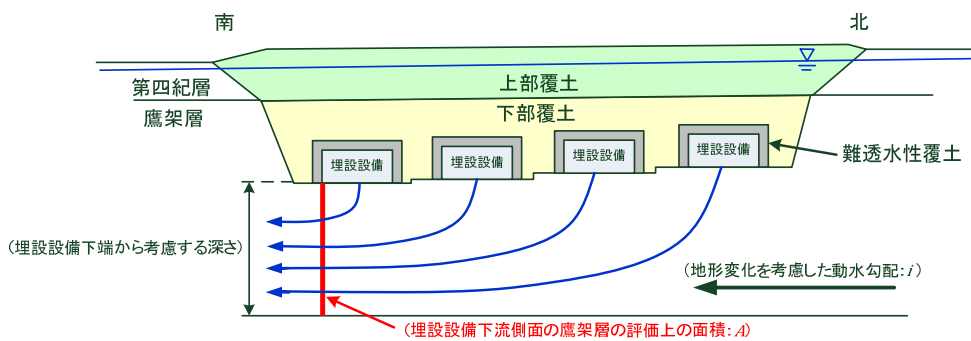 南
北
第四紀層
上部覆土
鷹架層
下部覆土
埋設設備
埋設設備
埋設設備
埋設設備
難透水性覆土
(埋設設備下端から考慮する深さ)
(地形変化を考慮した動水勾配:i)
(埋設設備下流側面の鷹架層の評価上の面積:A)